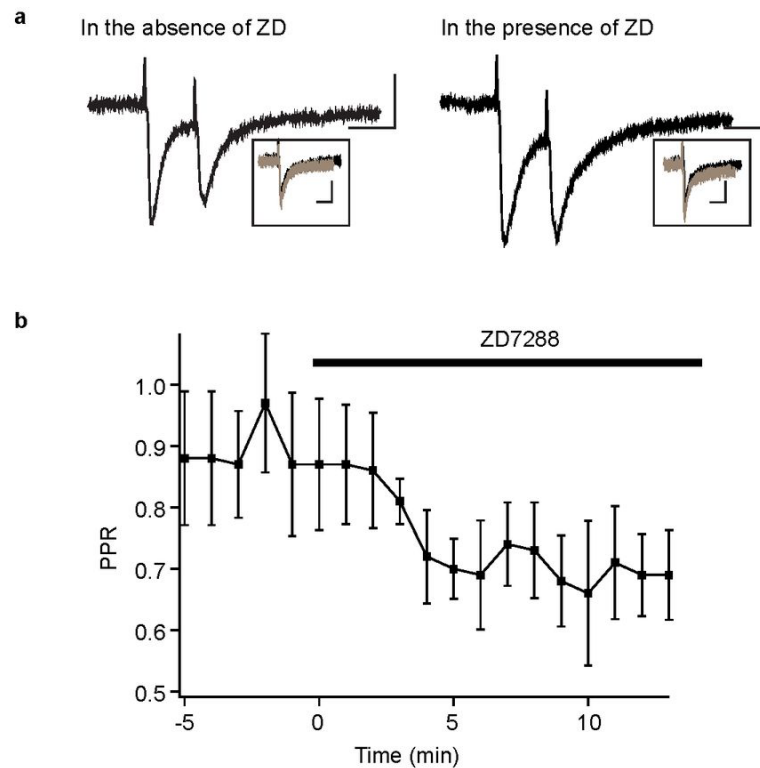 a
In the absence of ZD
In the presence of ZD
b
ZD7288
1.0
0.9
0.8
0.7
0.6
0.5
PPR
-5
0
5
10
Time (min)